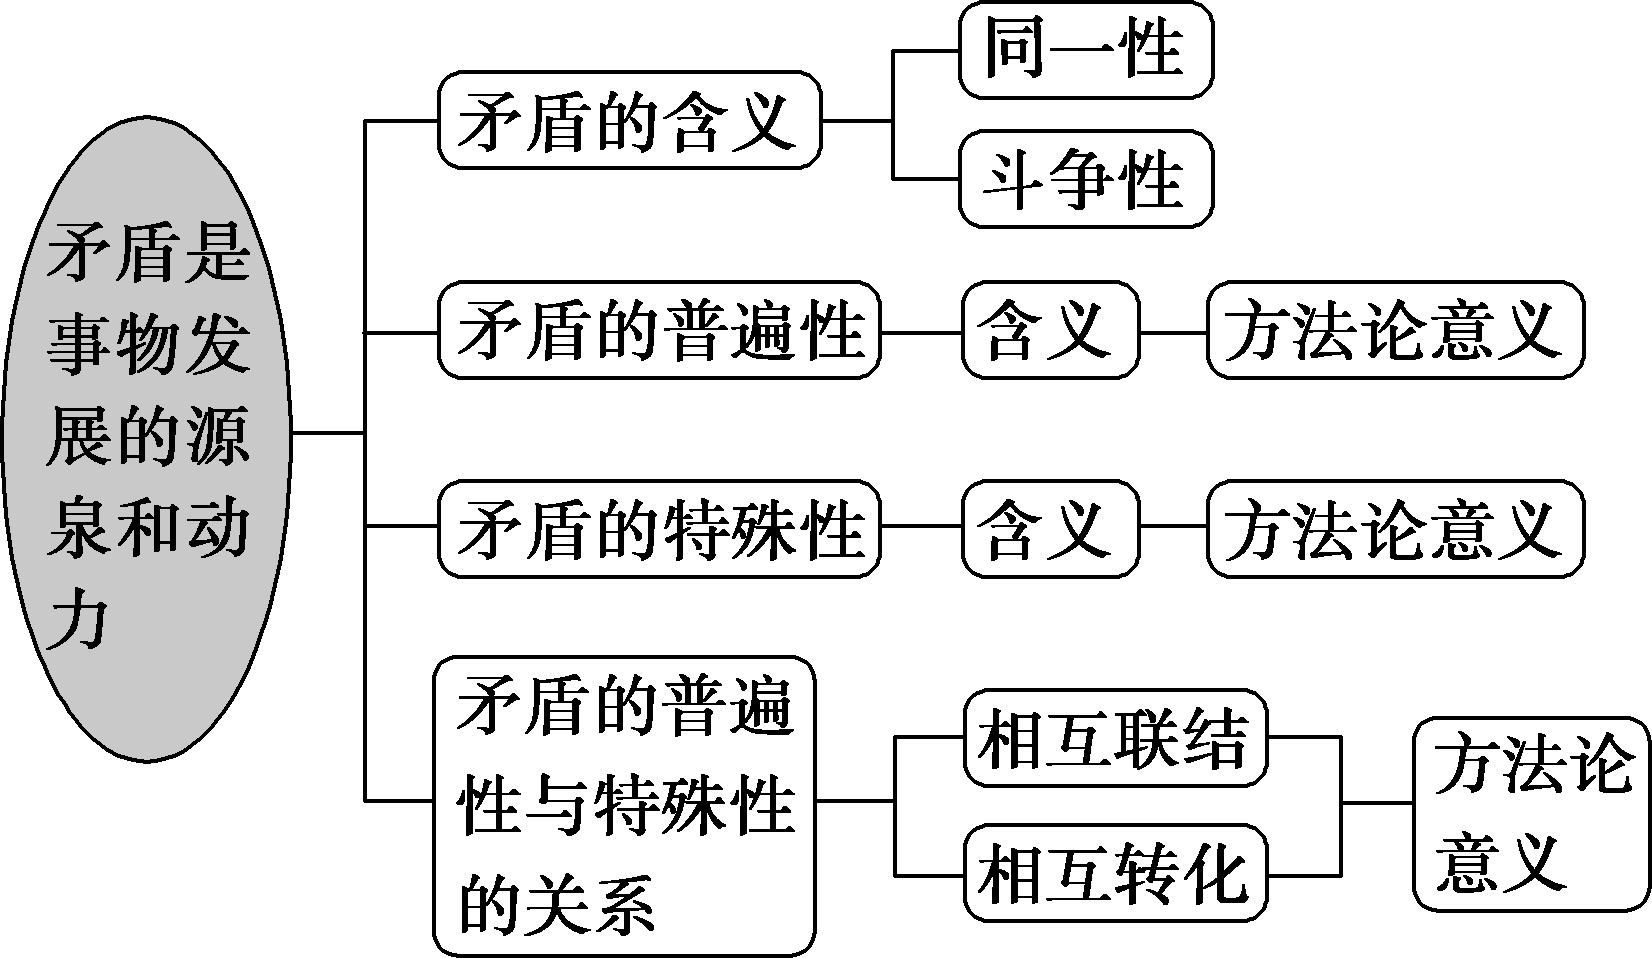 矛盾是
事物发
展的源
泉和动
力
矛盾的含义
同一性
斗争性
矛盾的普遍性
含义
方法论意义
矛盾的特殊性
含义
方法论意义
矛盾的普遍
性与特殊性
的关系
相互联结
相互转化
方法论
意义